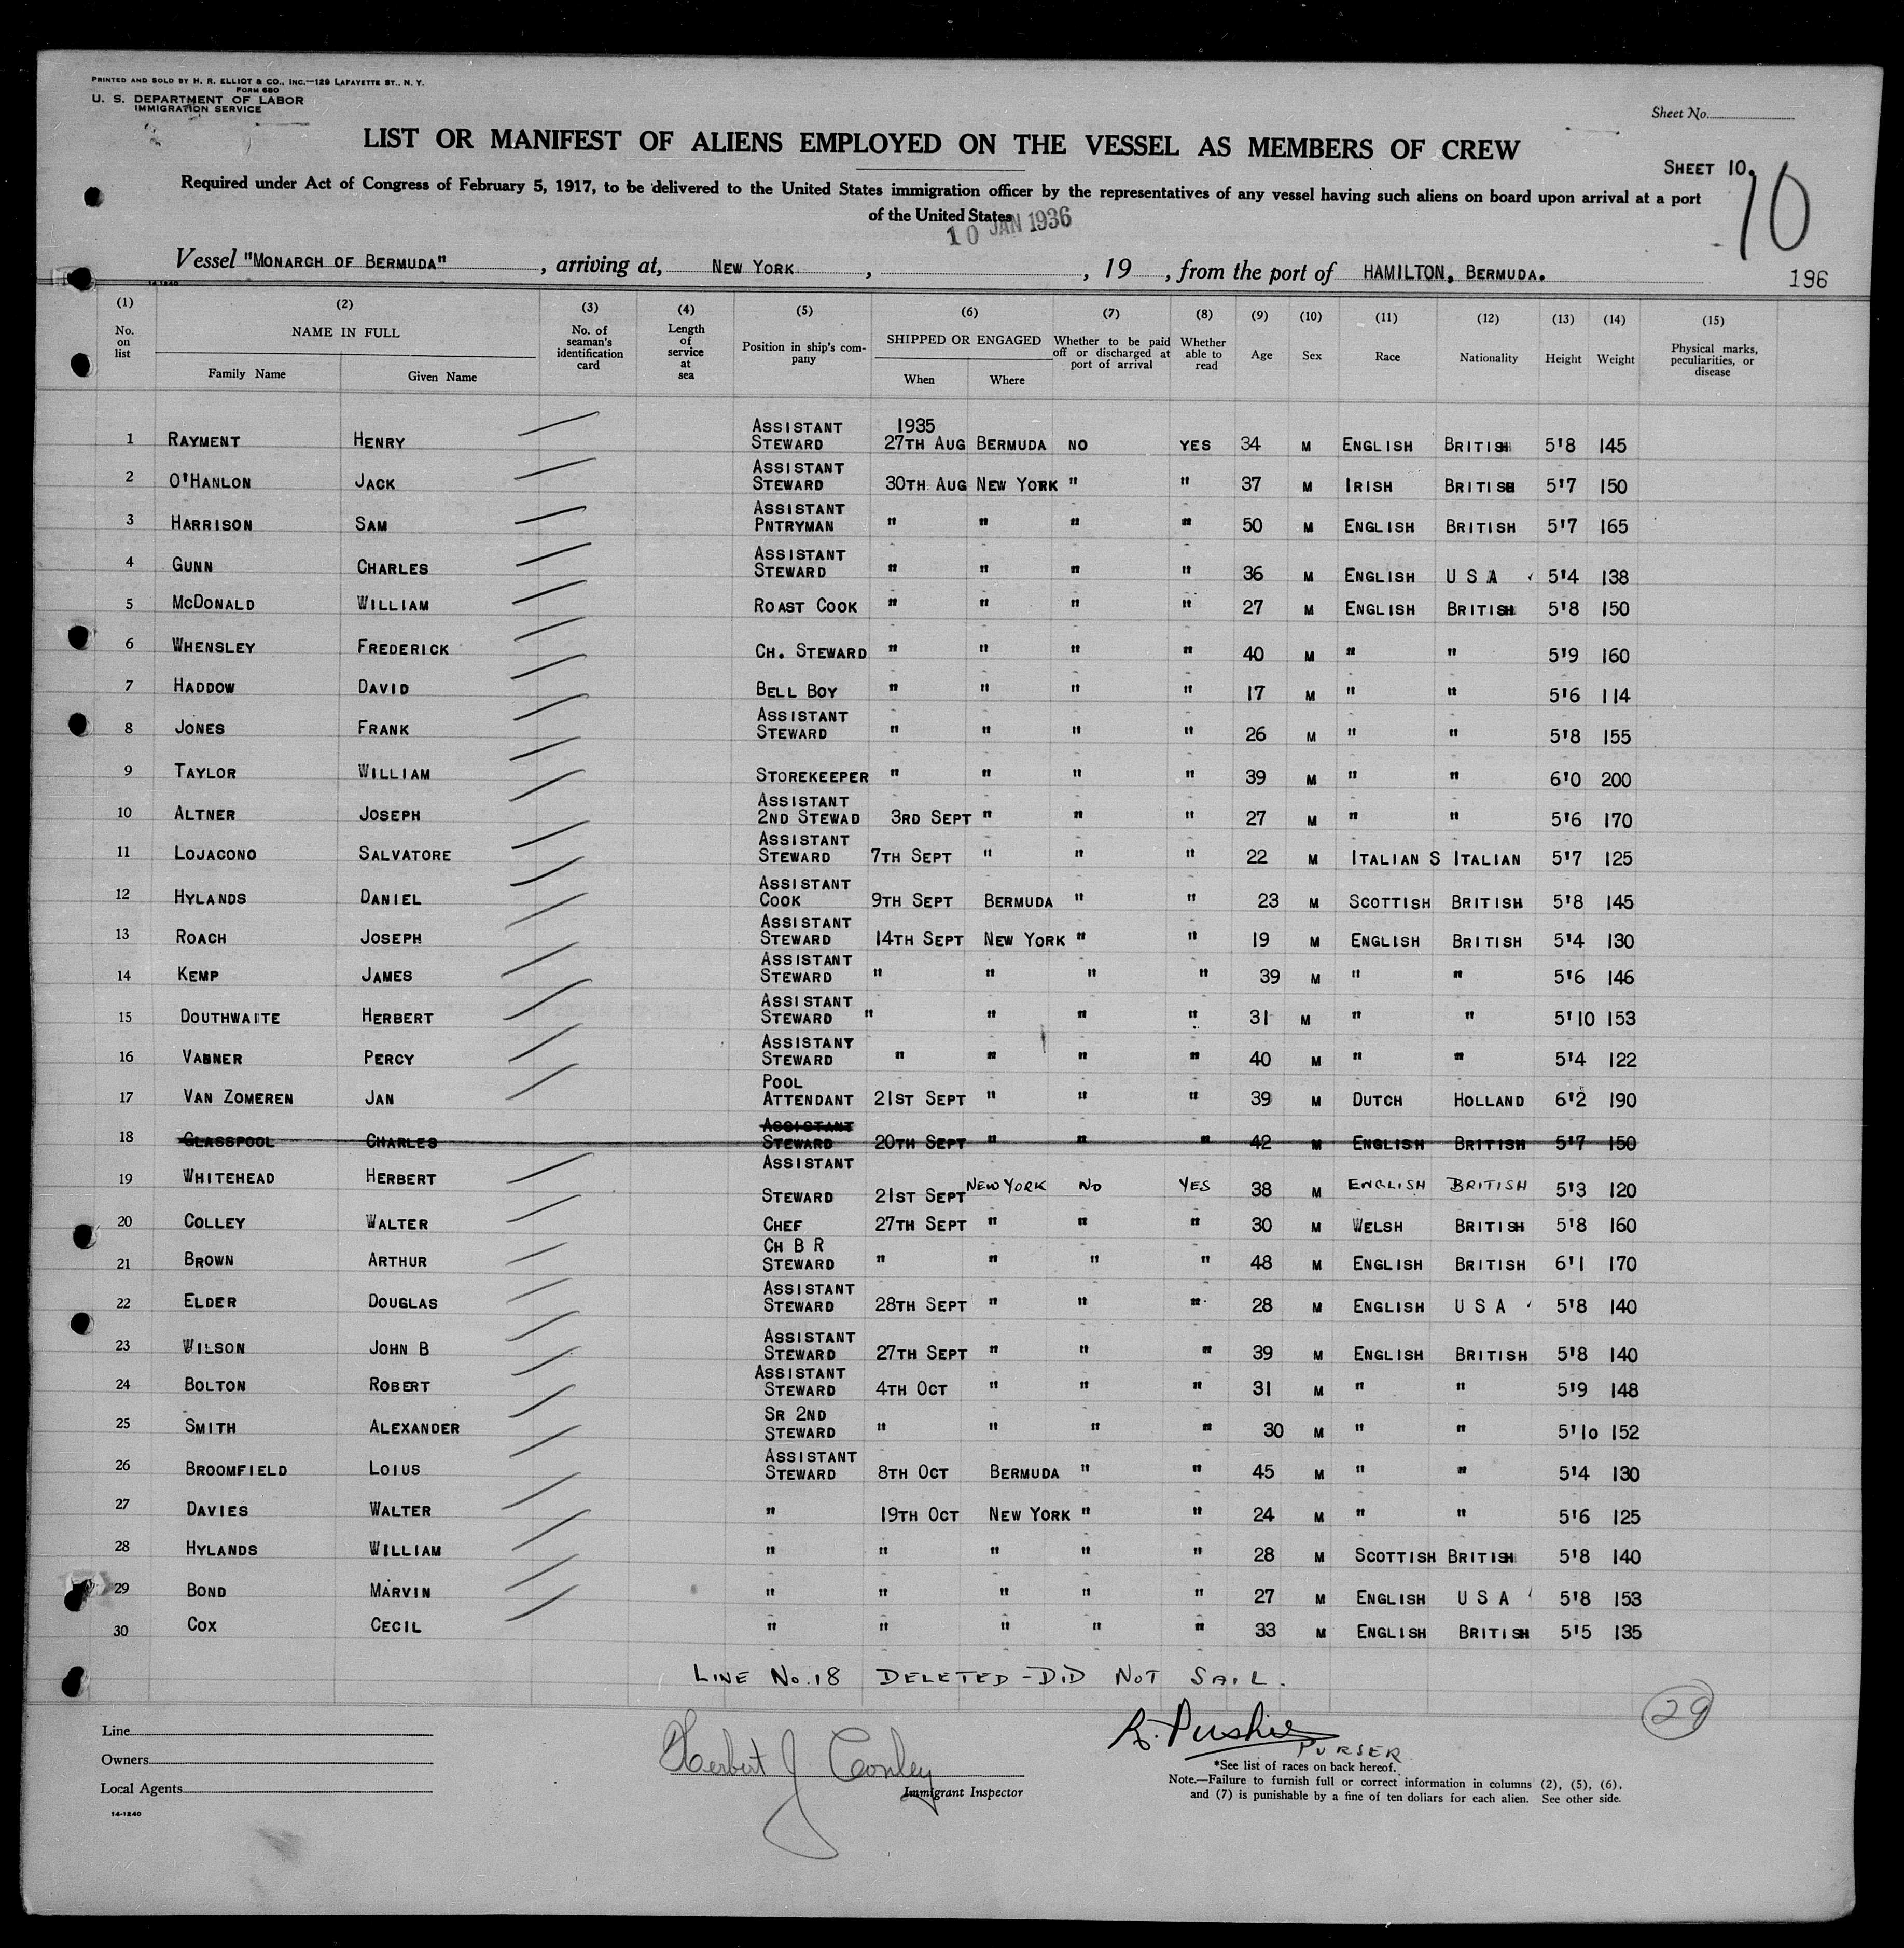 PRINTED AND SOLD BY H. R. ELLIOT & CO., INC.—129 LAFAYETTE ST., N. Y.
FORM 680
U. S. DEPARTMENT OF LABOR
IMMIGRATION SERVICE
Sheet No.
LIST OR MANIFEST OF ALIENS EMPLOYED ON THE VESSEL AS MEMBERS OF CREW
SHEET 10.
10
Required under Act of Congress of February 5, 1917, to be delivered to the United States immigration officer by the representatives of any vessel having such aliens on board upon arrival at a port
of the United States
10 JAN 1936
Vessel "MONARCH OF BERMUDA", arriving at, NEW YORK, , 19 , from the port of HAMILTON, BERMUDA.
196
14-1240
(1) (2) (3) (4) (5) (6) (7) (8) (9) (10) (11) (12) (13) (14) (15)
No. on list NAME IN FULL Family Name Given Name No. of seaman's identification card Length of service at sea Position in ship's company SHIPPED OR ENGAGED When Where Whether to be paid off or discharged at port of arrival Whether able to read Age Sex Race Nationality Height Weight Physical marks, peculiarities, or disease
1935
1 RAYMENT HENRY ASSISTANT STEWARD 27TH AUG BERMUDA NO YES 34 M ENGLISH BRITISH 5'8 145
2 O'HANLON JACK ASSISTANT STEWARD 30TH AUG NEW YORK " " 37 M IRISH BRITISH 5'7 150
3 HARRISON SAM ASSISTANT PNTRYMAN " " " " 50 M ENGLISH BRITISH 5'7 165
4 GUNN CHARLES ASSISTANT STEWARD " " " " 36 M ENGLISH U S A 5'4 138
5 MCDONALD WILLIAM ROAST COOK " " " " 27 M ENGLISH BRITISH 5'8 150
6 WHENSLEY FREDERICK CH. STEWARD " " " " 40 M " " 5'9 160
7 HADDOW DAVID BELL BOY " " " " 17 M " " 5'6 114
8 JONES FRANK ASSISTANT STEWARD " " " " 26 M " " 5'8 155
9 TAYLOR WILLIAM STOREKEEPER " " " " 39 M " " 6'0 200
10 ALTNER JOSEPH ASSISTANT 2ND STEWAD 3RD SEPT " " " 27 M " " 5'6 170
11 LOJACONO SALVATORE ASSISTANT STEWARD 7TH SEPT " " " 22 M ITALIAN S ITALIAN 5'7 125
12 HYLANDS DANIEL ASSISTANT COOK 9TH SEPT BERMUDA " " 23 M SCOTTISH BRITISH 5'8 145
13 ROACH JOSEPH ASSISTANT STEWARD 14TH SEPT NEW YORK " " 19 M ENGLISH BRITISH 5'4 130
14 KEMP JAMES ASSISTANT STEWARD " " " " 39 M " " 5'6 146
15 DOUTHWAITE HERBERT ASSISTANT STEWARD " " " " 31 M " " 5'10 153
16 PERCY ASSISTANT STEWARD " " " " 40 M " " 5'4 122
17 VAN ZOMEREN JAN POOL ATTENDANT 21ST SEPT " " " 39 M DUTCH HOLLAND 6'2 190
18 GLASSPOOL CHARLES ASSISTANT STEWARD 20TH SEPT " " " 42 M ENGLISH BRITISH 5'7 150
19 WHITEHEAD HERBERT ASSISTANT STEWARD 21ST SEPT NEW YORK NO YES 38 M ENGLISH BRITISH 5'3 120
20 COLLEY WALTER CHEF 27TH SEPT " " " 30 M WELSH BRITISH 5'8 160
21 BROWN ARTHUR CH B R STEWARD " " " " 48 M ENGLISH BRITISH 6'1 170
22 ELDER DOUGLAS ASSISTANT STEWARD 28TH SEPT " " " 28 M ENGLISH U S A 5'8 140
23 WILSON JOHN B ASSISTANT STEWARD 27TH SEPT " " " 39 M ENGLISH BRITISH 5'8 140
24 BOLTON ROBERT ASSISTANT STEWARD 4TH OCT " " " 31 M " " 5'9 148
25 SMITH ALEXANDER SR 2ND STEWARD " " " " 30 M " " 5'10 152
26 BROOMFIELD LOIUS ASSISTANT STEWARD 8TH OCT BERMUDA " " 45 M " " 5'4 130
27 DAVIES WALTER " 19TH OCT NEW YORK " " 24 M " " 5'6 125
28 HYLANDS WILLIAM " " " " " 28 M SCOTTISH BRITISH 5'8 140
29 BOND MARVIN " " " " " 27 M ENGLISH U S A 5'8 153
30 COX CECIL " " " " " 33 M ENGLISH BRITISH 5'5 135
LINE No. 18 DELETED - DID NOT SAIL.
29
Line
Owners
Local Agents
14-1240
Herbert J Conley
Immigrant Inspector
R. Pushie
PURSER
*See list of races on back hereof.
Note.—Failure to furnish full or correct information in columns (2), (5), (6),
and (7) is punishable by a fine of ten dollars for each alien. See other side.